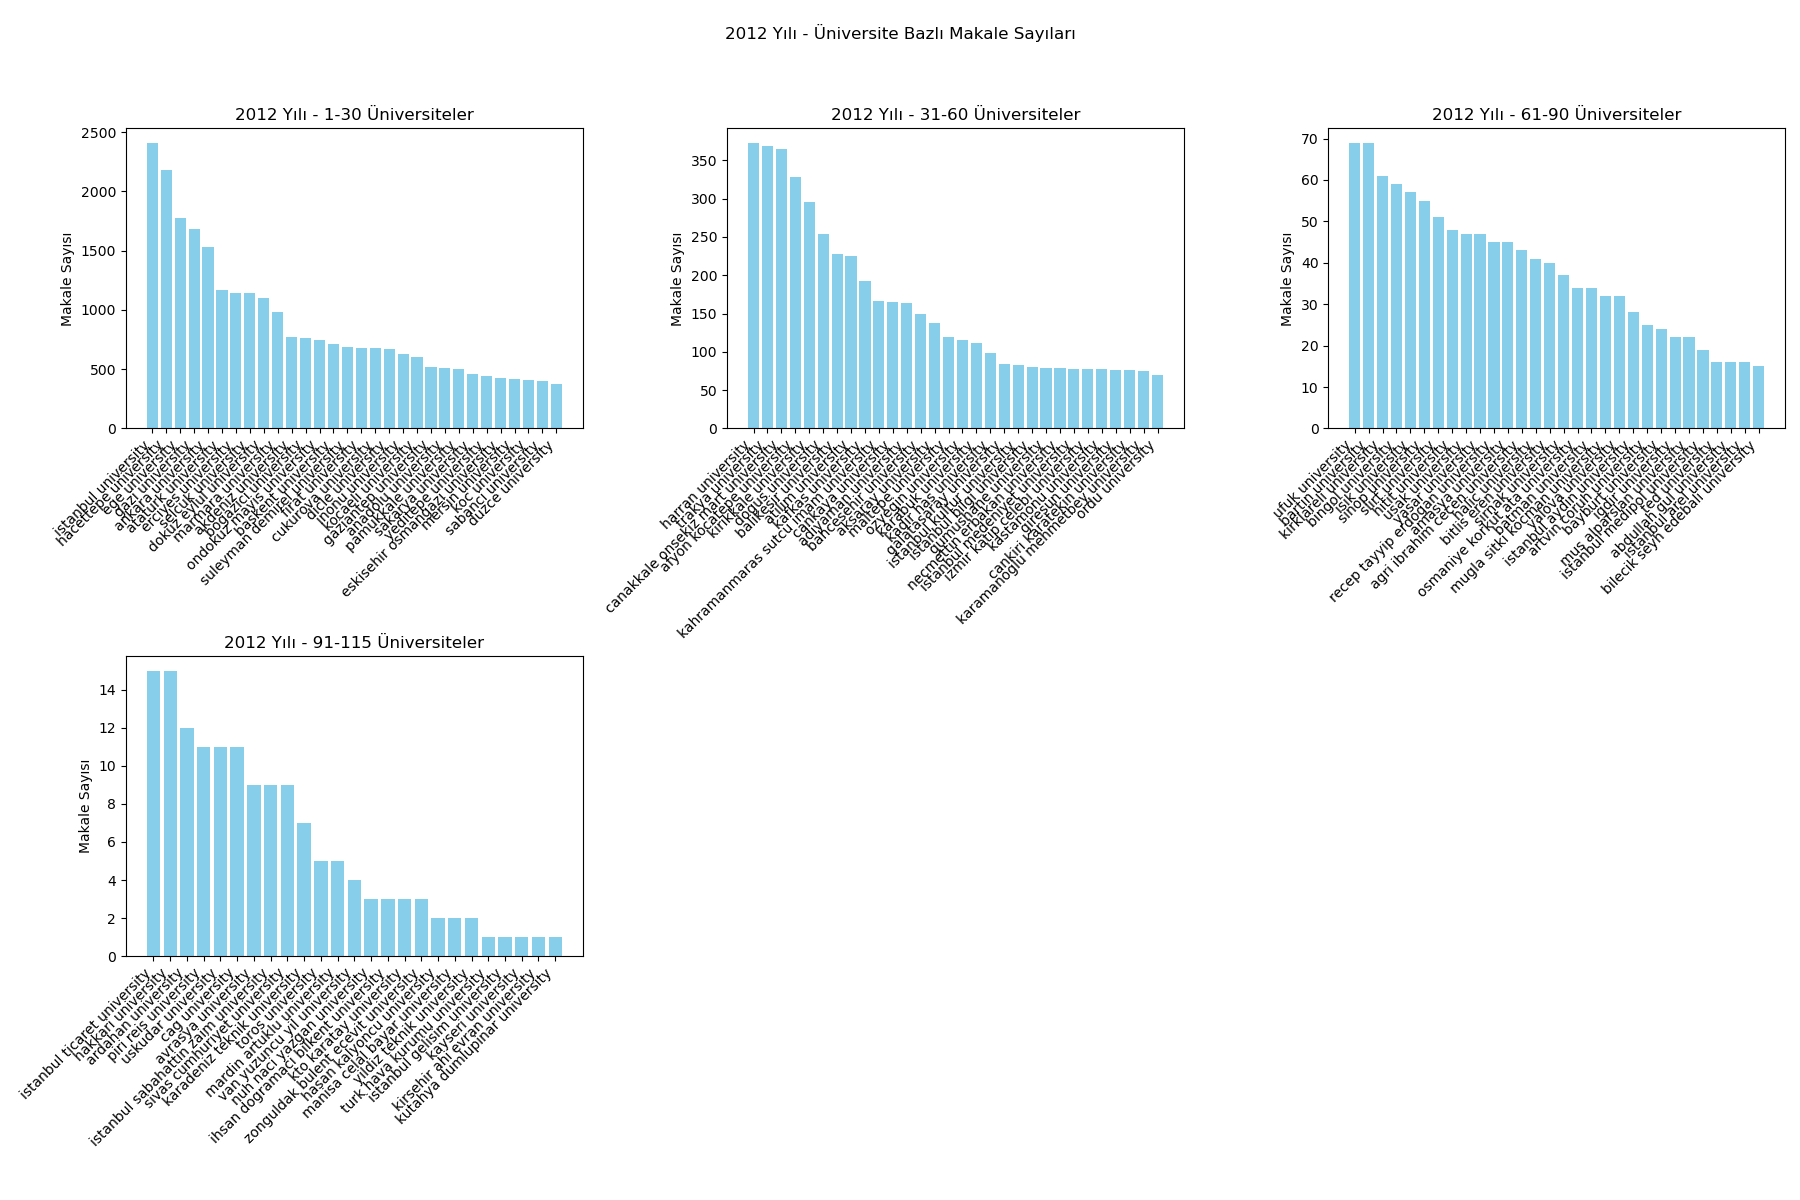 2012 Yılı - Üniversite Bazlı Makale Sayıları
2012 Yılı - 1-30 Üniversiteler
Makale Sayısı
2500
2000
1500
1000
500
0
istanbul university
hacettepe university
ege university
gazi university
ankara university
ataturk university
erciyes university
selcuk university
dokuz eylul university
marmara university
akdeniz university
bogazici university
ondokuz mayis university
baskent university
suleyman demirel university
firat university
cukurova university
dicle university
inonu university
kocaeli university
gaziantep university
anadolu university
pamukkale university
sakarya university
yeditepe university
eskisehir osmangazi university
mersin university
koc university
sabanci university
duzce university
2012 Yılı - 31-60 Üniversiteler
Makale Sayısı
350
300
250
200
150
100
50
0
harran university
trakya university
canakkale onsekiz mart university
afyon kocatepe university
kirikkale university
dogus university
balikesir university
atilim university
kafkas university
kahramanmaras sutcu imam university
cankaya university
adiyaman university
bahcesehir university
aksaray university
maltepe university
ozyegin university
karabuk university
kadir has university
galatasaray university
istanbul kultur university
istanbul bilgi university
gumushane university
necmettin erbakan university
istanbul medeniyet university
izmir katip celebi university
kastamonu university
giresun university
cankiri karatekin university
karamanoglu mehmetbey university
ordu university
2012 Yılı - 61-90 Üniversiteler
Makale Sayısı
70
60
50
40
30
20
10
0
ufuk university
bartin university
kirklareli university
bingol university
isik university
sinop university
siirt university
hitit university
usak university
yasar university
recep tayyip erdogan university
amasya university
agri ibrahim cecen university
halic university
bitlis eren university
sirnak university
osmaniye korkut ata university
batman university
mugla sitki kocman university
yalova university
istanbul aydin university
artvin coruh university
bayburt university
igdir university
mus alparslan university
istanbul medipol university
ted university
abdullah gul university
istanbul arel university
bilecik seyh edebali university
2012 Yılı - 91-115 Üniversiteler
Makale Sayısı
14
12
10
8
6
4
2
0
istanbul ticaret university
hakkari university
ardahan university
piri reis university
uskudar university
cag university
avrasya university
istanbul sabahattin zaim university
sivas cumhuriyet university
karadeniz teknik university
toros university
mardin artuklu university
van yuzuncu yil university
nuh naci yazgan university
ihsan dogramaci bilkent university
kto karatay university
zonguldak bulent ecevit university
hasan kalyoncu university
manisa celal bayar university
yildiz teknik university
turk hava kurumu university
istanbul gelisim university
kayseri university
kirsehir ahi evran university
kutahya dumlupinar university